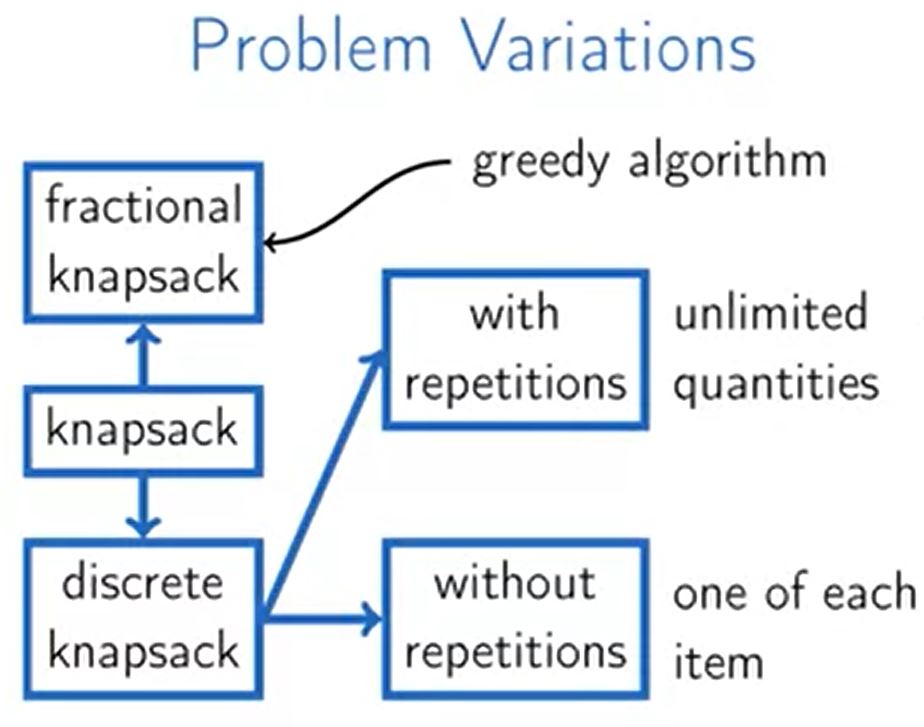 Problem Variations
greedy algorithm
fractional
knapsack
with
repetitions
unlimited
quantities
knapsack
discrete
knapsack
without
repetitions
one of each
item